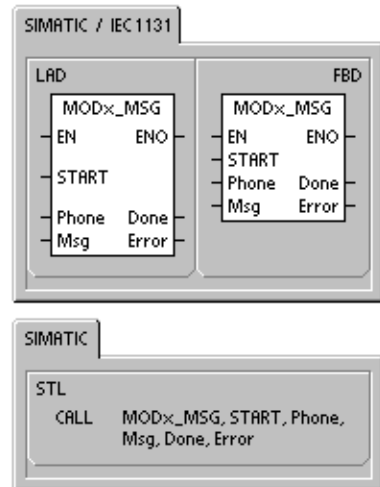 SIMATIC / IEC1131
LAD FBD
MODx_MSG MODx_MSG
EN ENO EN ENO
START START
Phone Done Phone Done
Msg Error Msg Error
SIMATIC
STL
CALL MODx_MSG, START, Phone,
Msg, Done, Error